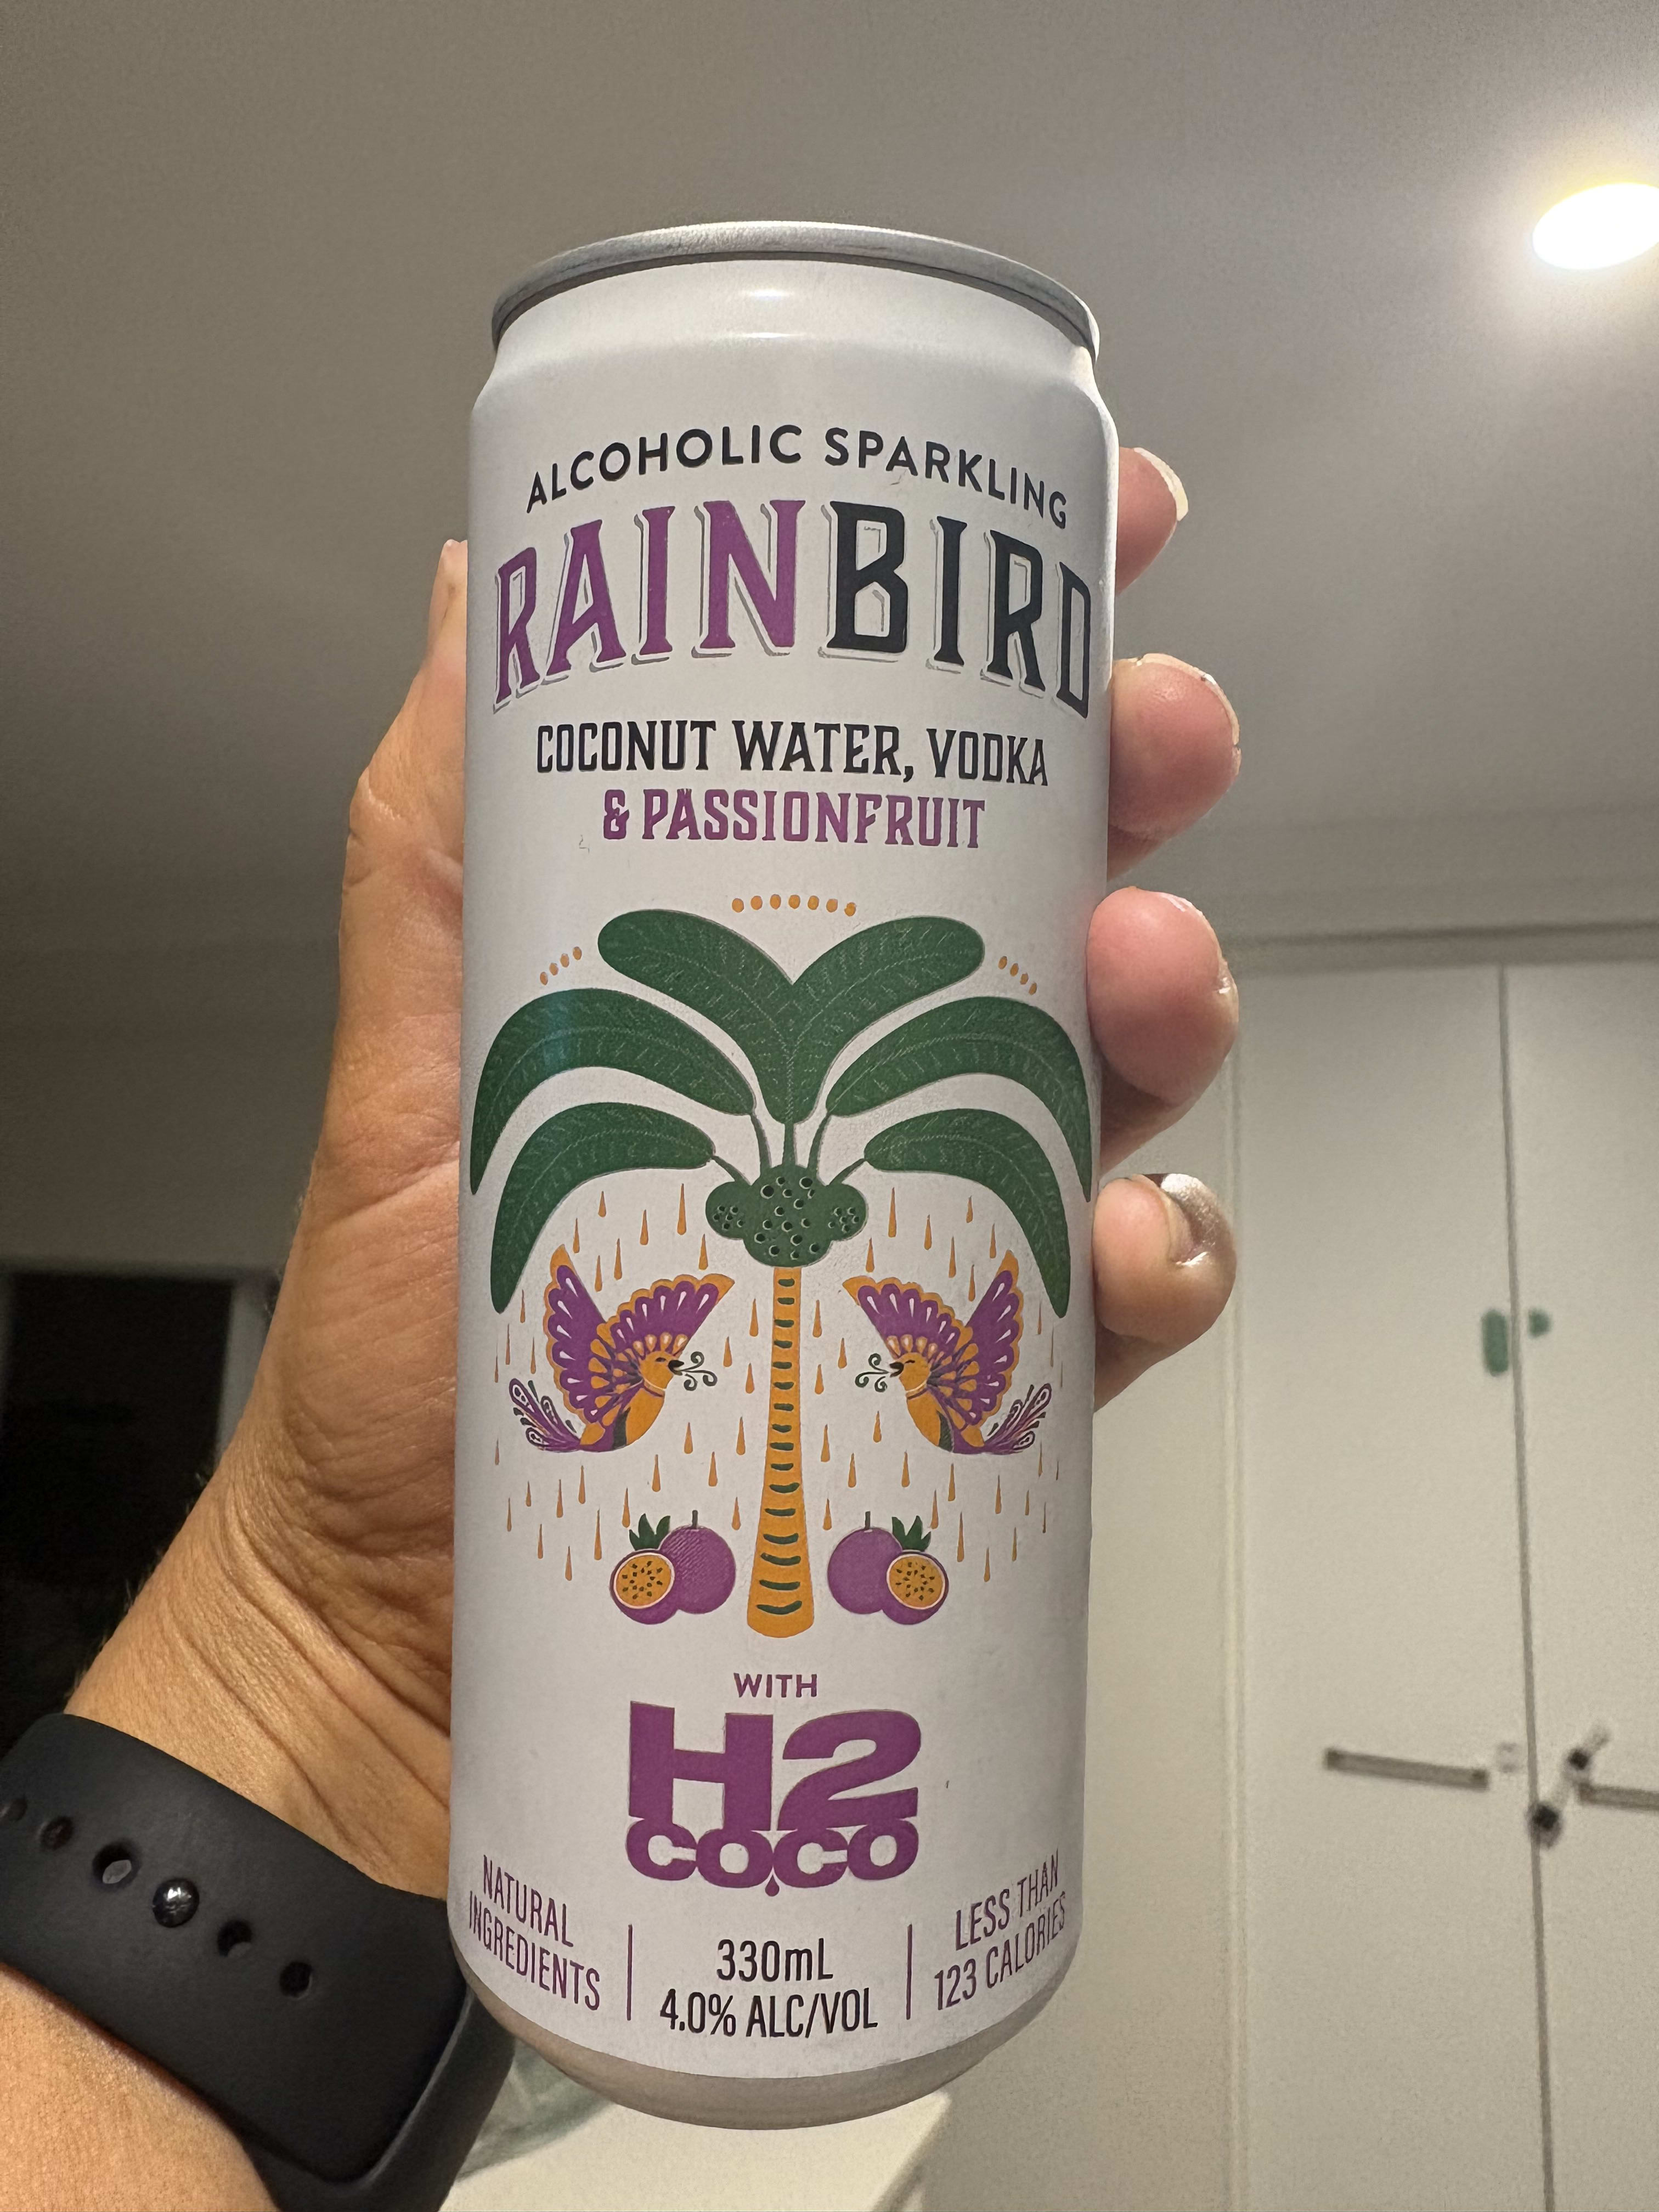 ALCOHOLIC SPARKLING
RAINBIRD
COCONUT WATER, VODKA
& PASSIONFRUIT
WITH
H2
COCO
NATURAL
INGREDIENTS
330mL
4.0% ALC/VOL
LESS THAN
123 CALORIES